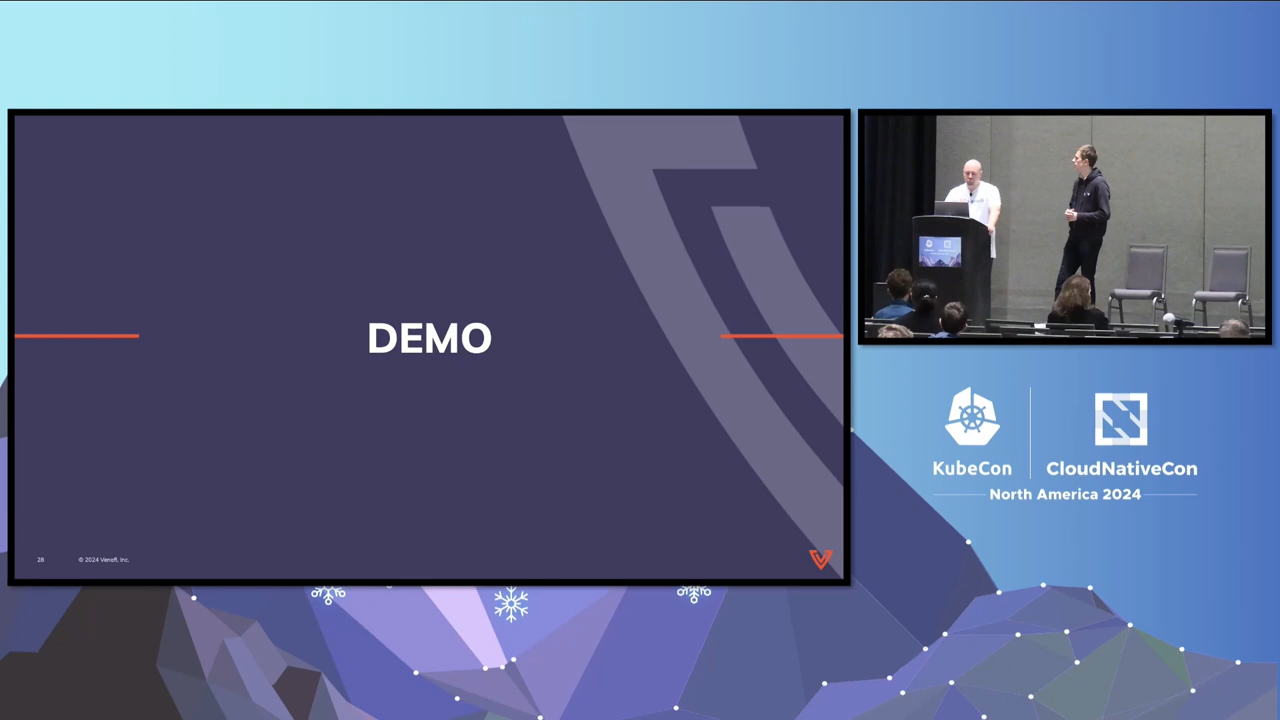 DEMO
28
© 2024 Venafi, Inc.
KubeCon
CloudNativeCon
North America 2024